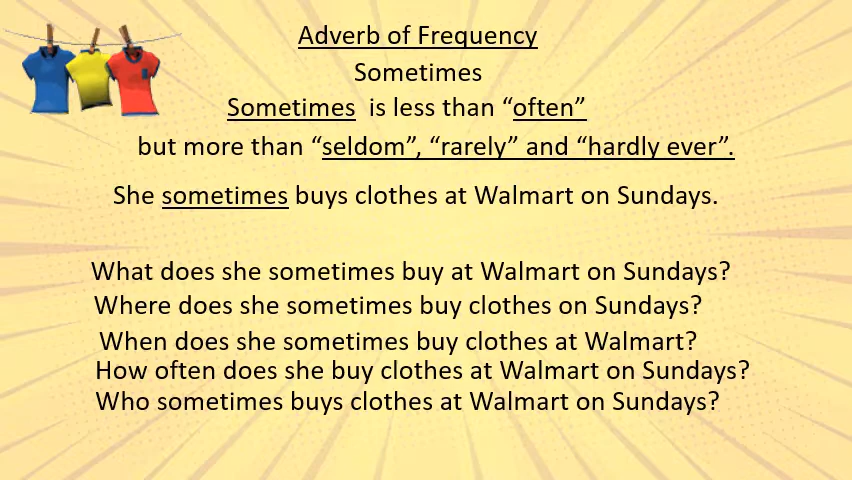 Adverb of Frequency
Sometimes
Sometimes is less than “often”
but more than “seldom”, “rarely” and “hardly ever”.
She sometimes buys clothes at Walmart on Sundays.
What does she sometimes buy at Walmart on Sundays?
Where does she sometimes buy clothes on Sundays?
When does she sometimes buy clothes at Walmart?
How often does she buy clothes at Walmart on Sundays?
Who sometimes buys clothes at Walmart on Sundays?